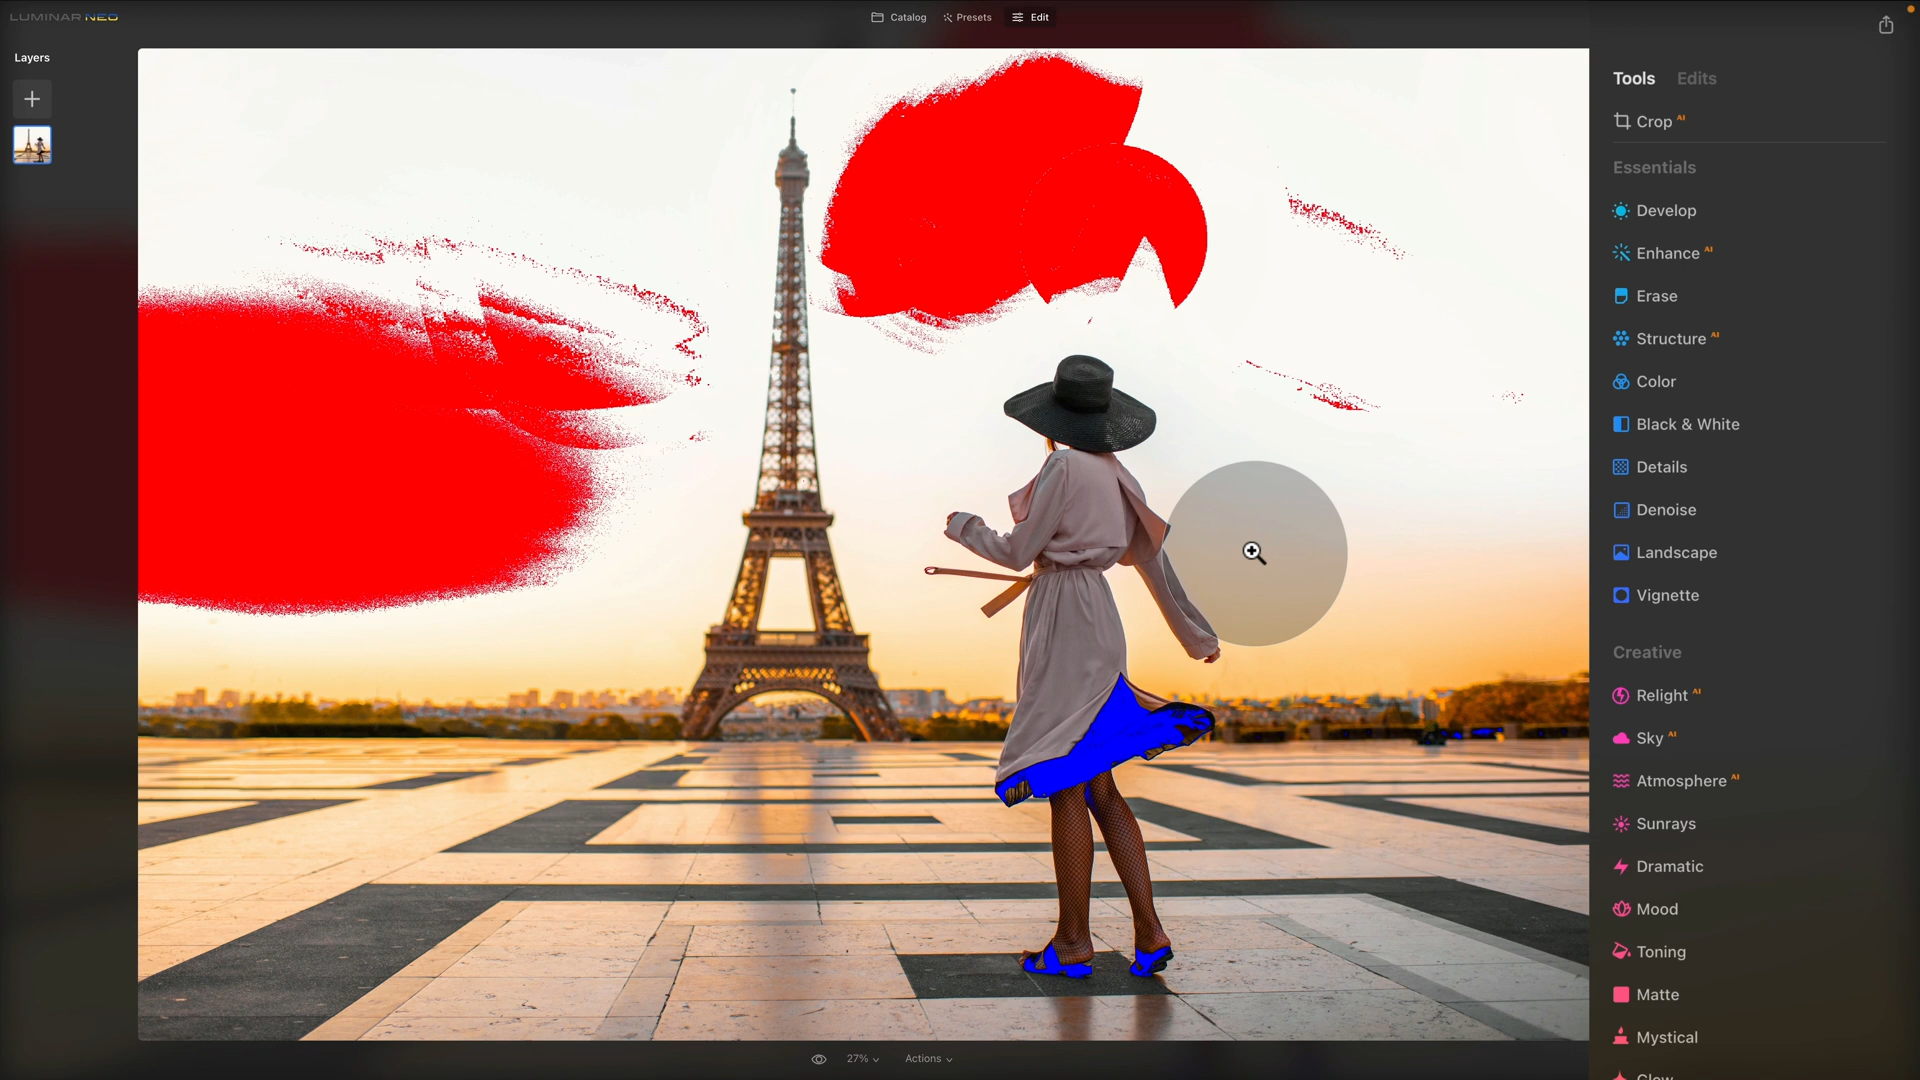 LUMINAR NEO
Catalog
Presets
Edit
Layers
Tools
Edits
Crop AI
Essentials
Develop
Enhance AI
Erase
Structure AI
Color
Black & White
Details
Denoise
Landscape
Vignette
Creative
Relight AI
Sky AI
Atmosphere AI
Sunrays
Dramatic
Mood
Toning
Matte
Mystical
Glow
27%
Actions